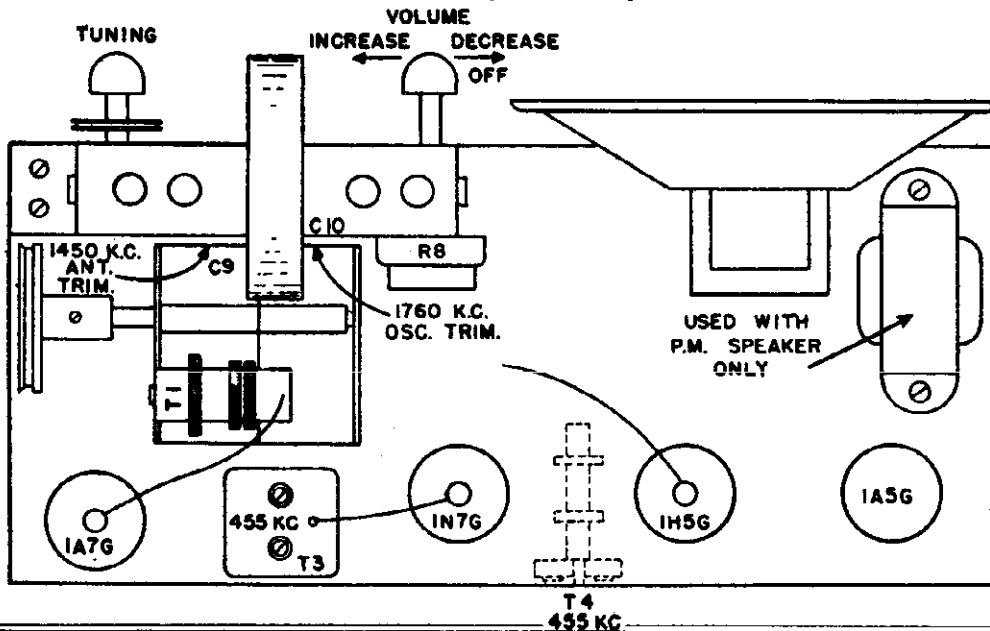 VOLUME
TUNING
INCREASE
DECREASE
OFF
C10
R8
1450 K.C.
ANT.
TRIM.
C9
1760 K.C.
OSC. TRIM.
USED WITH
P.M. SPEAKER
ONLY
T1
1A7G
455 KC
T3
1N7G
1H5G
1A5G
T4
455 KC